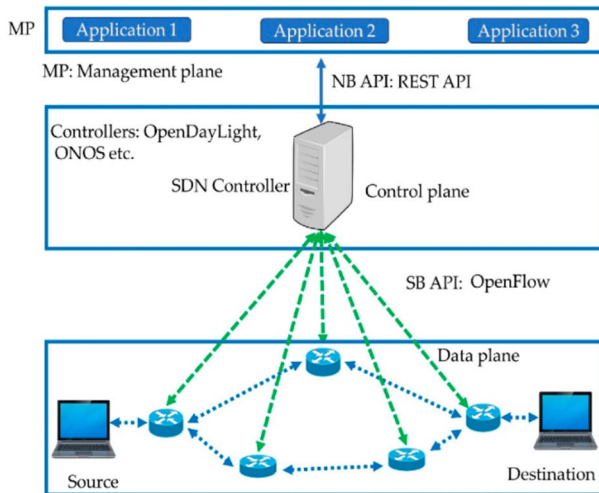 MP
Application 1
Application 2
Application 3
MP: Management plane
NB API: REST API
Controllers: OpenDayLight,
ONOS etc.
SDN Controller
Control plane
SB API: OpenFlow
Data plane
Source
Destination